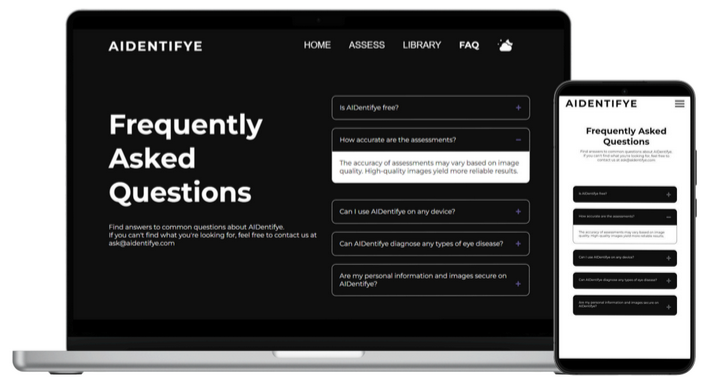 AIDENTIFYE
HOME ASSESS LIBRARY FAQ
Frequently
Asked
Questions
Find answers to common questions about AIDentifye.
If you can't find what you're looking for, feel free to contact us at
ask@aidentifye.com
Is AIDentifye free? +
How accurate are the assessments? −
The accuracy of assessments may vary based on image
quality. High-quality images yield more reliable results.
Can I use AIDentifye on any device? +
Can AIDentifye diagnose any types of eye disease? +
Are my personal information and images secure on
AIDentifye? +
AIDENTIFYE
Frequently Asked
Questions
Find answers to common questions about AIDentifye.
If you can't find what you're looking for, feel free to
contact us at ask@aidentifye.com
Is AIDentifye free? +
How accurate are the assessments? −
The accuracy of assessments may vary based on image
quality. High-quality images yield more reliable results.
Can I use AIDentifye on any device? +
Can AIDentifye diagnose any types of eye disease? +
Are my personal information and images secure on
AIDentifye? +